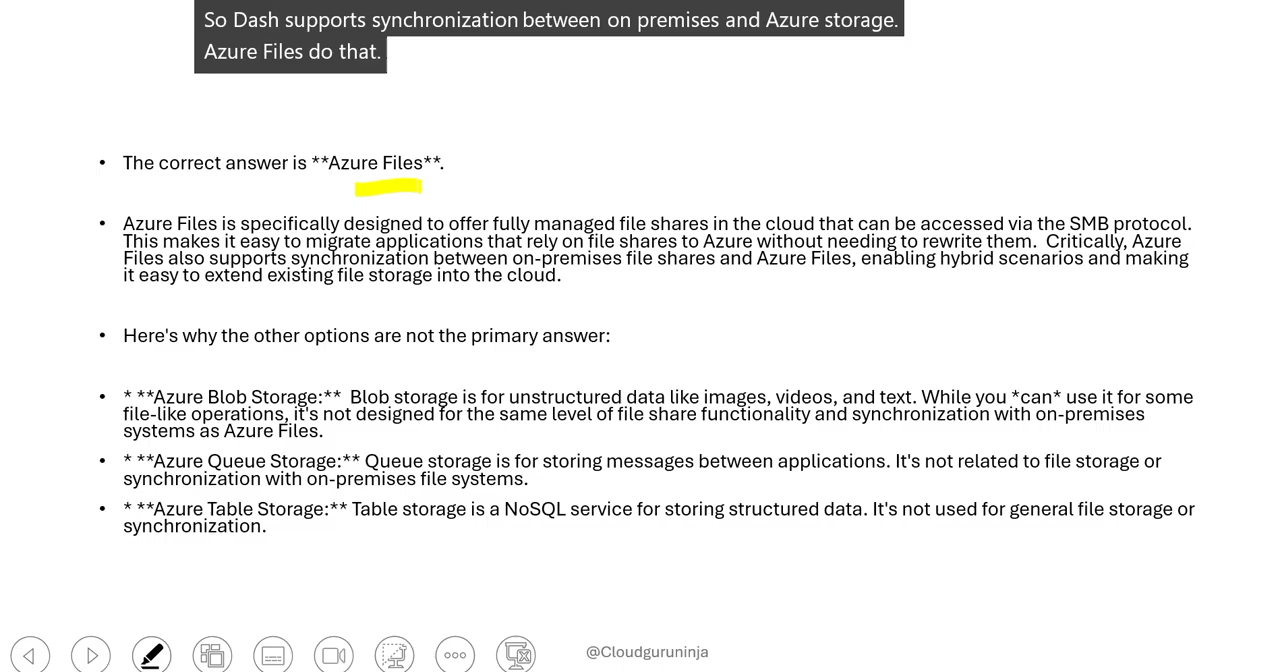 So Dash supports synchronization between on premises and Azure storage.
Azure Files do that.
• The correct answer is **Azure Files**.
• Azure Files is specifically designed to offer fully managed file shares in the cloud that can be accessed via the SMB protocol.
This makes it easy to migrate applications that rely on file shares to Azure without needing to rewrite them.  Critically, Azure
Files also supports synchronization between on-premises file shares and Azure Files, enabling hybrid scenarios and making
it easy to extend existing file storage into the cloud.
• Here's why the other options are not the primary answer:
• * **Azure Blob Storage:**  Blob storage is for unstructured data like images, videos, and text. While you *can* use it for some
file-like operations, it's not designed for the same level of file share functionality and synchronization with on-premises
systems as Azure Files.
• * **Azure Queue Storage:** Queue storage is for storing messages between applications. It's not related to file storage or
synchronization with on-premises file systems.
• * **Azure Table Storage:** Table storage is a NoSQL service for storing structured data. It's not used for general file storage or
synchronization.
@Cloudguruninja